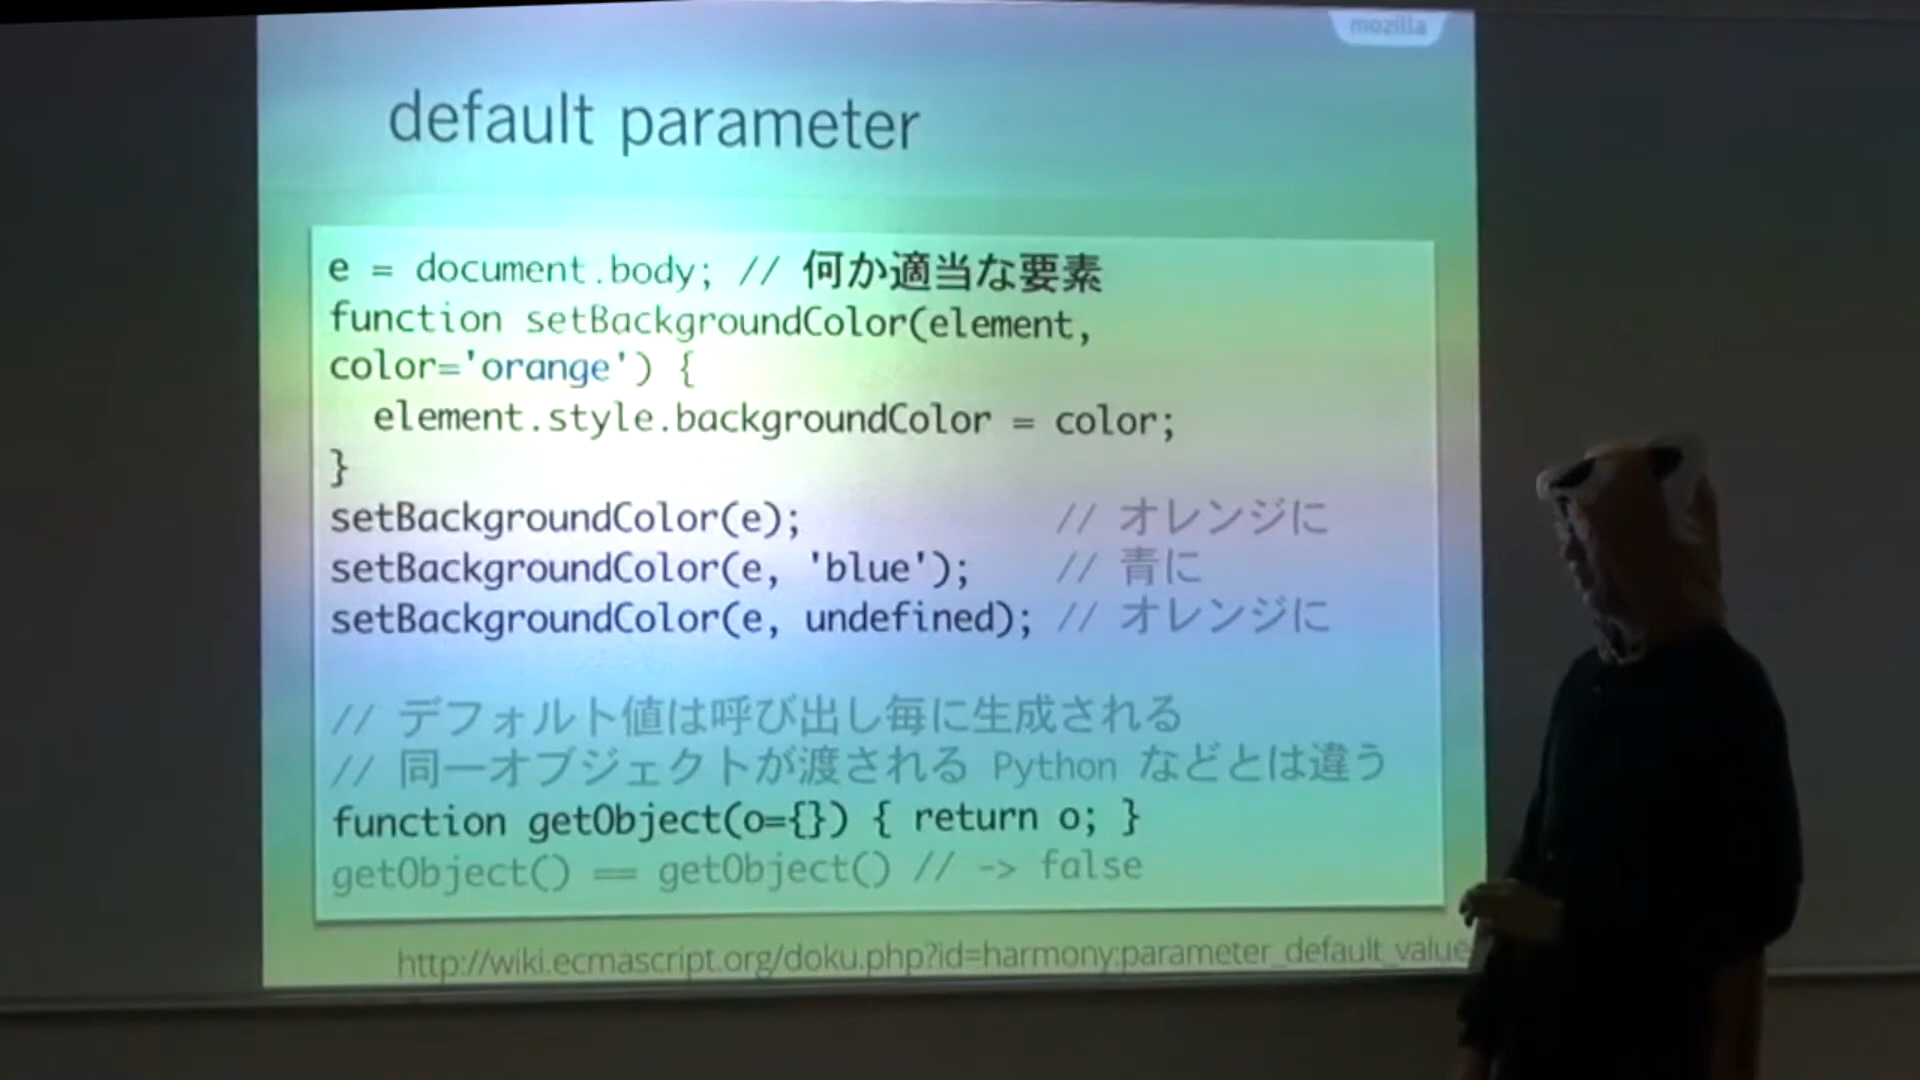 mozilla
default parameter
e = document.body; // 何か適当な要素
function setBackgroundColor(element,
color='orange') {
element.style.backgroundColor = color;
}
setBackgroundColor(e); // オレンジに
setBackgroundColor(e, 'blue'); // 青に
setBackgroundColor(e, undefined); // オレンジに
// デフォルト値は呼び出し毎に生成される
// 同一オブジェクトが渡される Python などとは違う
function getObject(o={}) { return o; }
getObject() == getObject() // -> false
http://wiki.ecmascript.org/doku.php?id=harmony:parameter_default_value